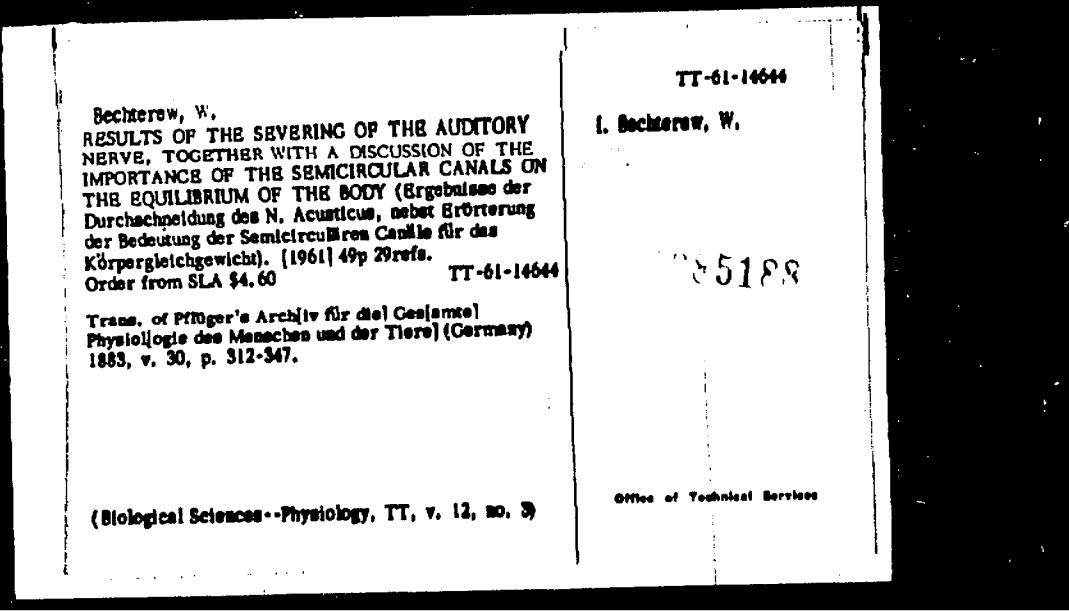 Bechterew, W.
RESULTS OF THE SEVERING OF THE AUDITORY
NERVE, TOGETHER WITH A DISCUSSION OF THE
IMPORTANCE OF THE SEMICIRCULAR CANALS ON
THE EQUILIBRIUM OF THE BODY (Ergebnisse der
Durchschneidung des N. Acusticus, nebst Erörterung
der Bedeutung der Semicirculären Canäle für das
Körpergleichgewicht). [1961] 49p 29refs.
Order from SLA $4.60 TT-61-14644
Trans. of Pflüger's Arch[iv für die] Ges[amte]
Physiol[ogie des Menschen und der Tiere] (Germany)
1883, v. 30, p. 312-347.
(Biological Sciences--Physiology, TT, v. 12, no. 3)
TT-61-14644
I. Bechterew, W.
5188
Office of Technical Services